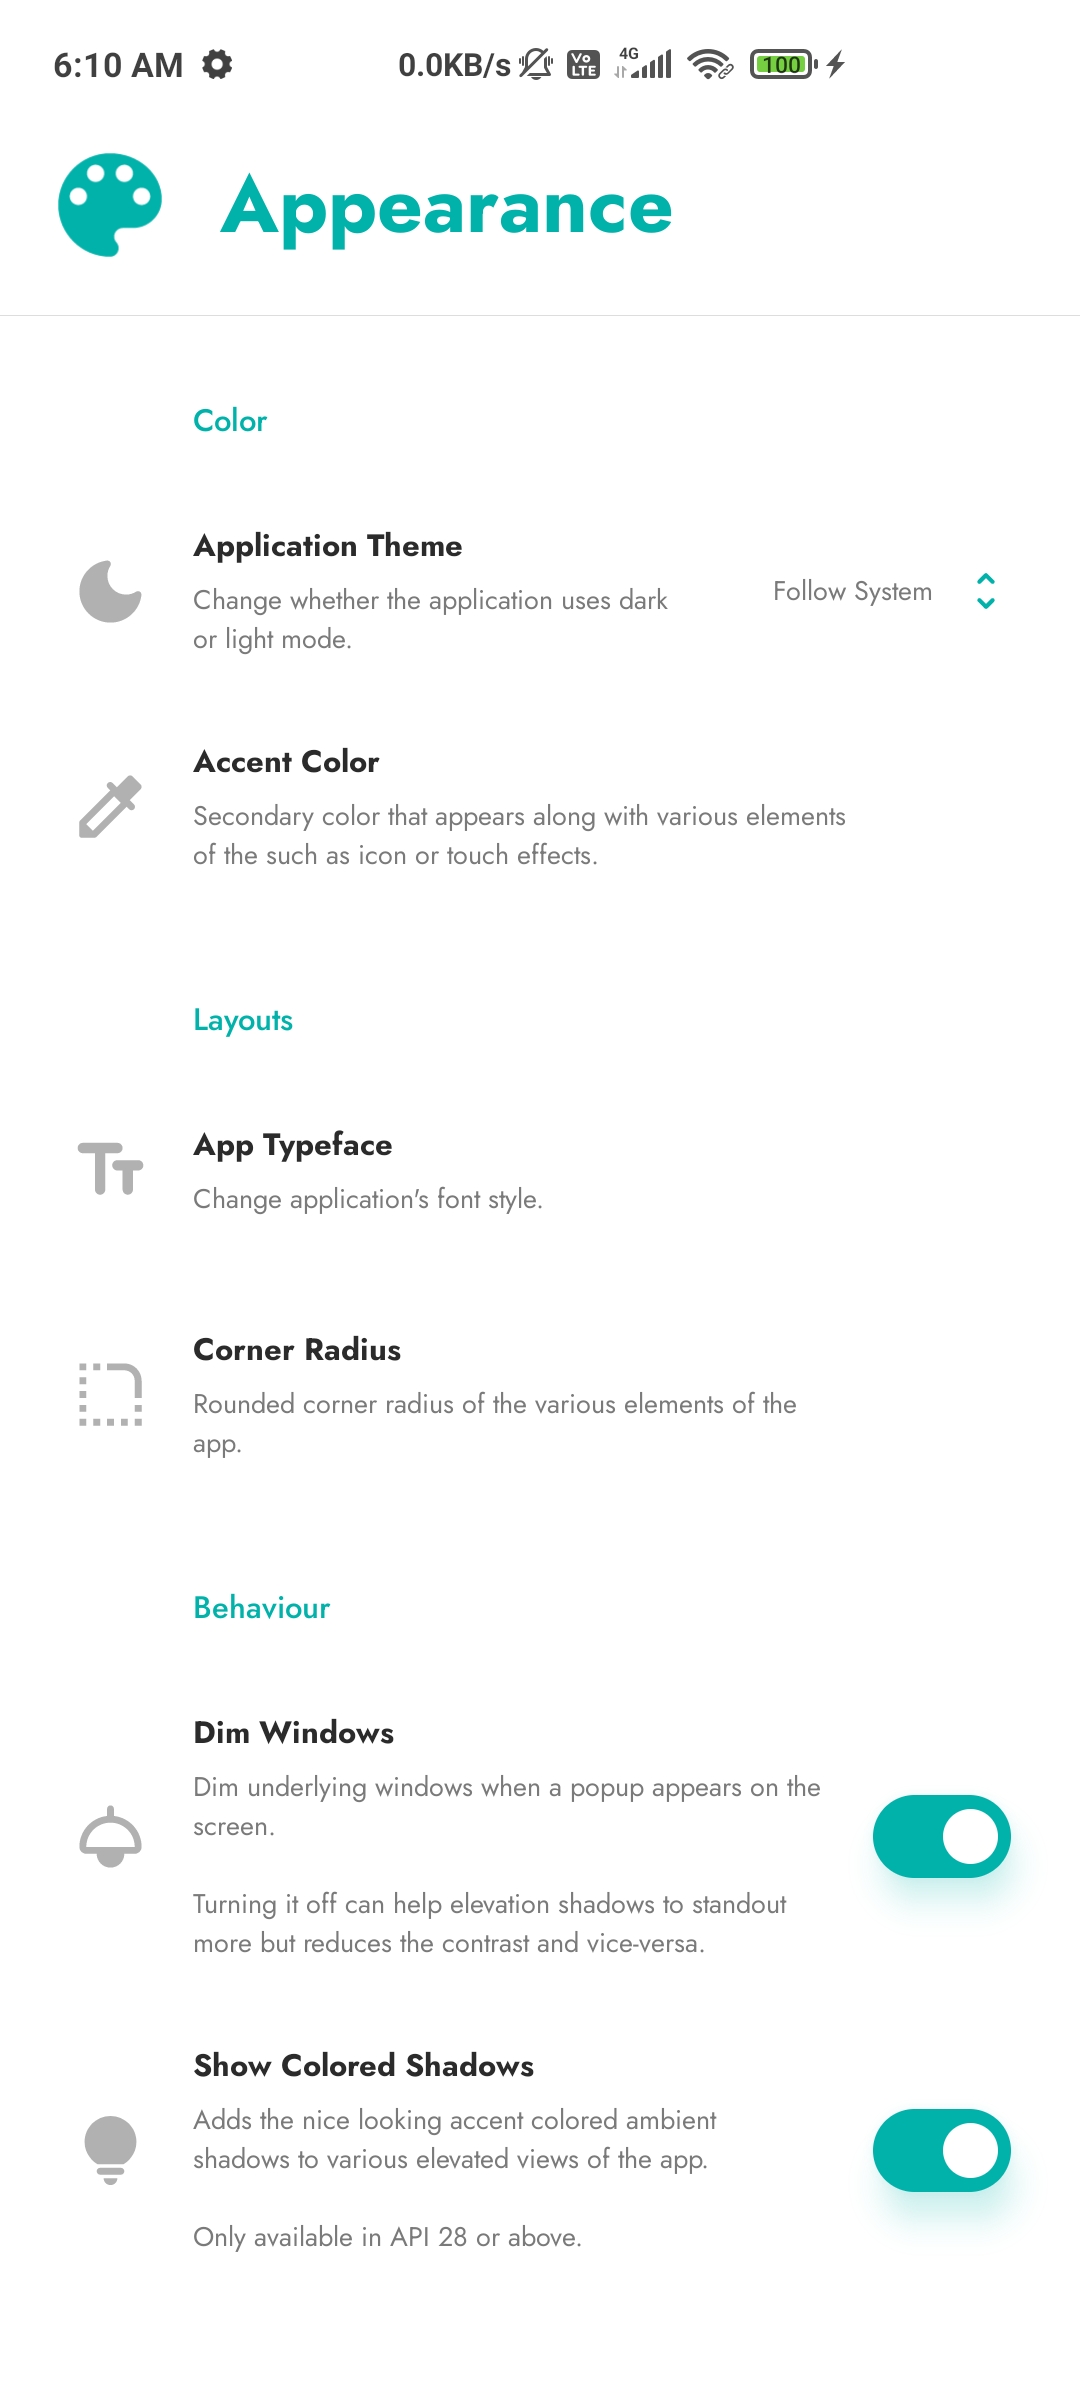 6:10 AM 0.0KB/s Vo LTE 4G 100
Appearance
Color
Application Theme
Change whether the application uses dark
or light mode.
Follow System
Accent Color
Secondary color that appears along with various elements
of the such as icon or touch effects.
Layouts
App Typeface
Change application's font style.
Corner Radius
Rounded corner radius of the various elements of the
app.
Behaviour
Dim Windows
Dim underlying windows when a popup appears on the
screen.
Turning it off can help elevation shadows to standout
more but reduces the contrast and vice-versa.
Show Colored Shadows
Adds the nice looking accent colored ambient
shadows to various elevated views of the app.
Only available in API 28 or above.